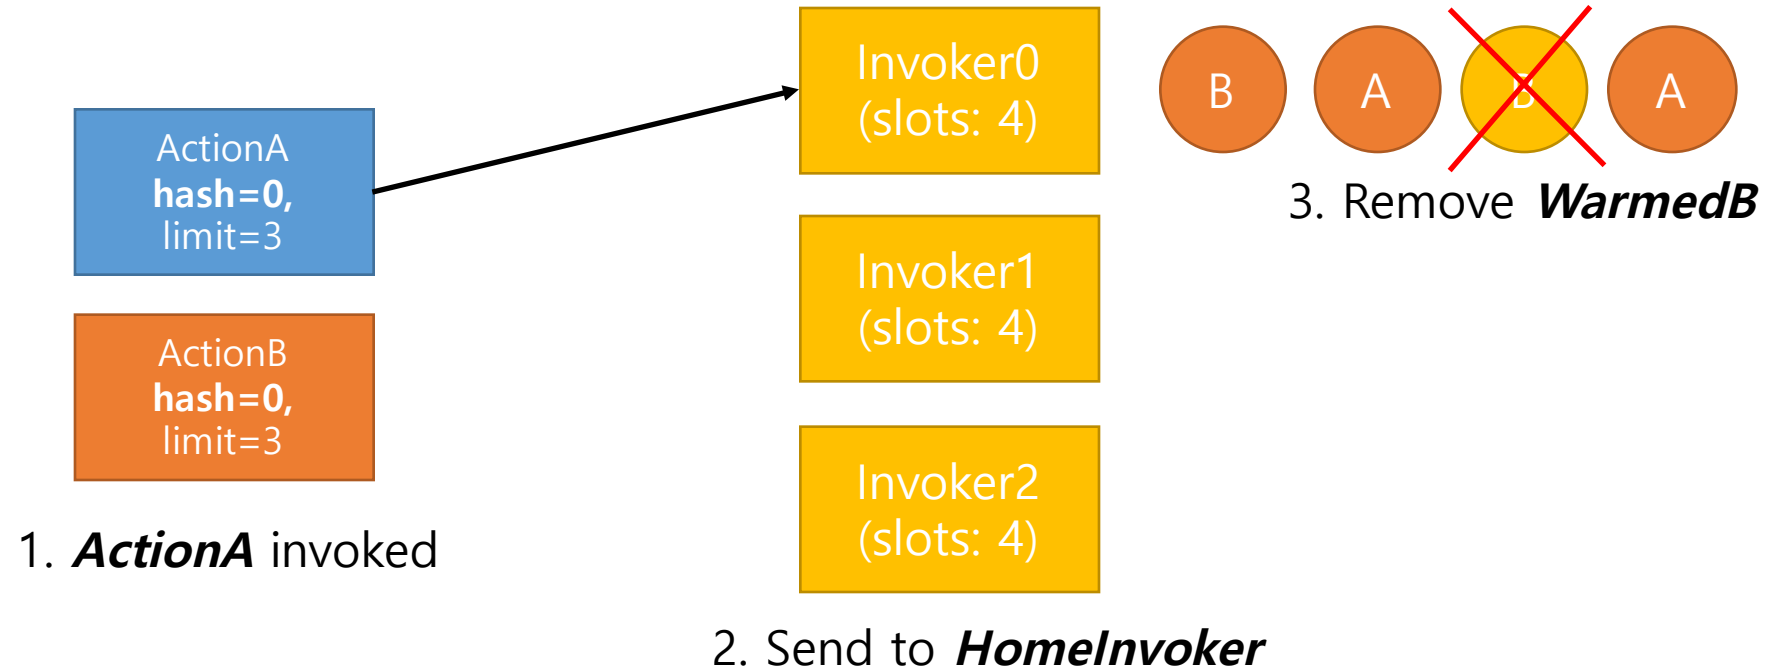 ActionA
hash=0,
limit=3
ActionB
hash=0,
limit=3
1. ActionA invoked
Invoker0
(slots: 4)
Invoker1
(slots: 4)
Invoker2
(slots: 4)
2. Send to HomeInvoker
B
A
B
A
3. Remove WarmedB